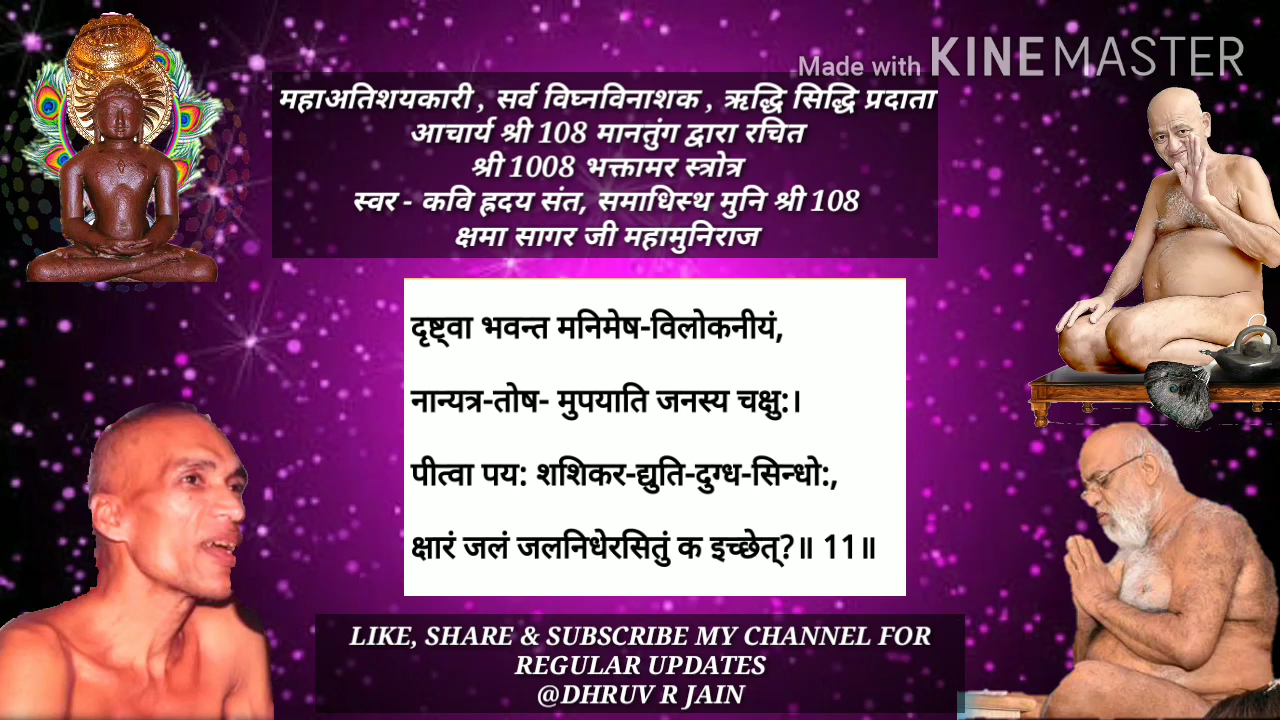 Made with KINEMASTER
महाअतिशयकारी , सर्व विघ्नविनाशक , ऋद्धि सिद्धि प्रदाता
आचार्य श्री 108 मानतुंग द्वारा रचित
श्री 1008 भक्तामर स्त्रोत्र
स्वर - कवि ह्रदय संत, समाधिस्थ मुनि श्री 108
क्षमा सागर जी महामुनिराज
दृष्ट्वा भवन्त मनिमेष-विलोकनीयं,
नान्यत्र-तोष- मुपयाति जनस्य चक्षु:।
पीत्वा पय: शशिकर-द्युति-दुग्ध-सिन्धो:,
क्षारं जलं जलनिधेरसितुं क इच्छेत्?॥ 11॥
LIKE, SHARE & SUBSCRIBE MY CHANNEL FOR
REGULAR UPDATES
@DHRUV R JAIN